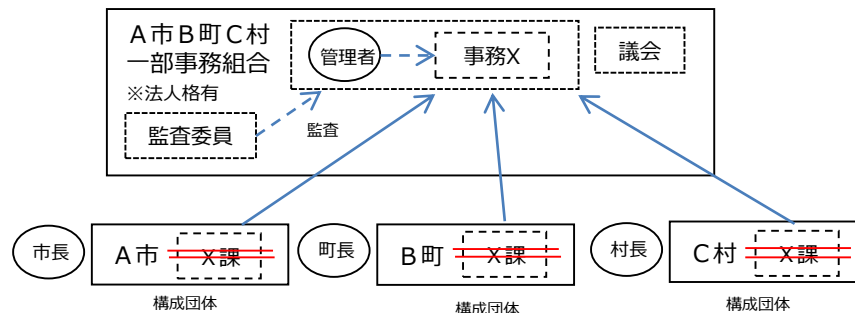 A市B町C村
一部事務組合
※法人格有
管理者
事務X
議会
監査委員
監査
市長
A市
X課
町長
B町
X課
村長
C村
X課
構成団体
構成団体
構成団体